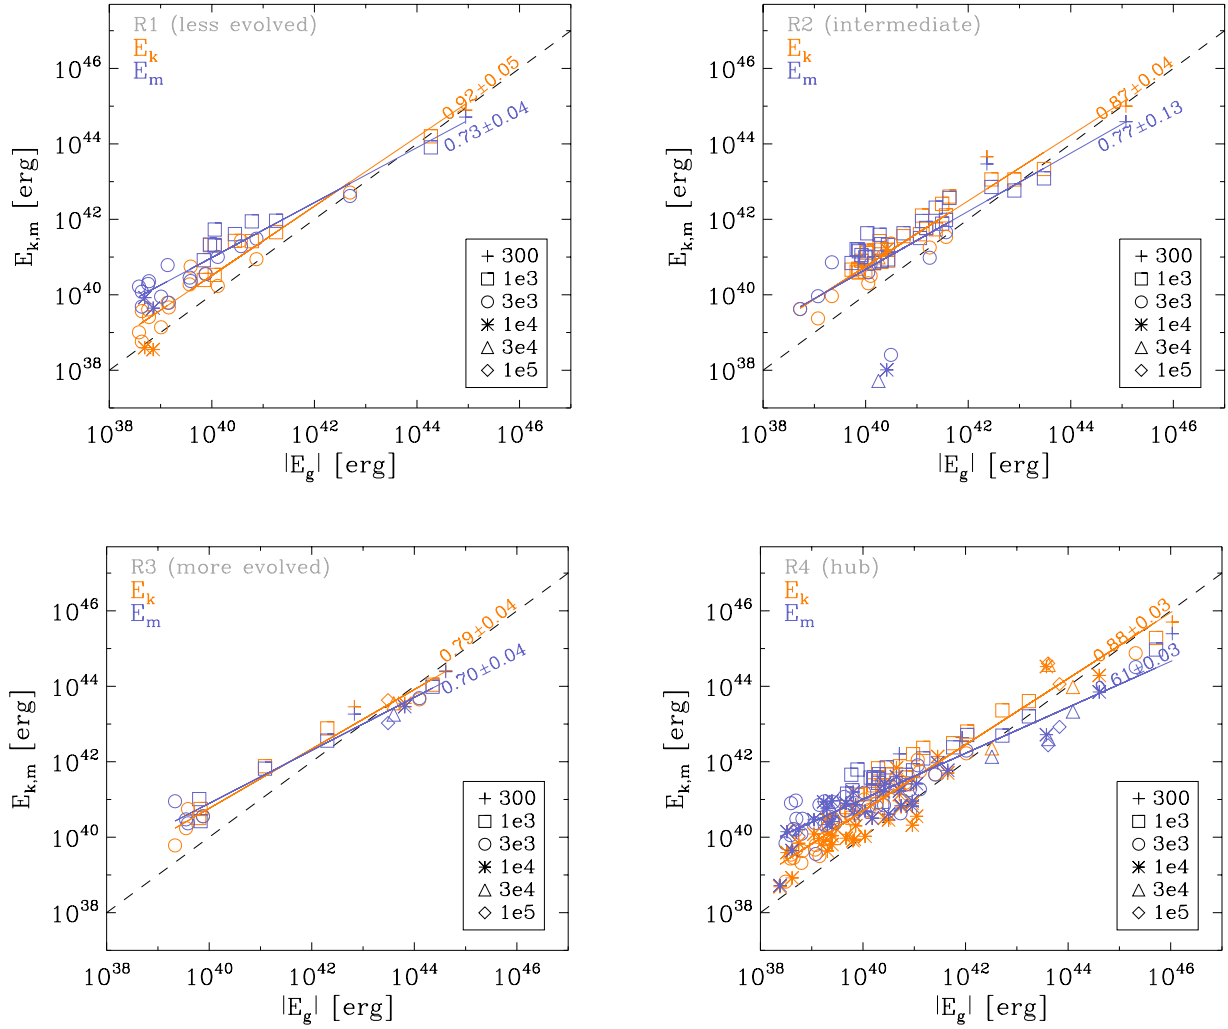 R1 (less evolved)
E_k
E_m
0.92±0.05
0.73±0.04
10^46
10^44
10^42
10^40
10^38
E_k,m [erg]
300
1e3
3e3
1e4
3e4
1e5
10^38 10^40 10^42 10^44 10^46
|E_g| [erg]
R2 (intermediate)
E_k
E_m
0.87±0.04
0.77±0.13
10^46
10^44
10^42
10^40
10^38
E_k,m [erg]
300
1e3
3e3
1e4
3e4
1e5
10^38 10^40 10^42 10^44 10^46
|E_g| [erg]
R3 (more evolved)
E_k
E_m
0.79±0.04
0.70±0.04
10^46
10^44
10^42
10^40
10^38
E_k,m [erg]
300
1e3
3e3
1e4
3e4
1e5
10^38 10^40 10^42 10^44 10^46
|E_g| [erg]
R4 (hub)
E_k
E_m
0.88±0.03
0.61±0.03
10^46
10^44
10^42
10^40
10^38
E_k,m [erg]
300
1e3
3e3
1e4
3e4
1e5
10^38 10^40 10^42 10^44 10^46
|E_g| [erg]